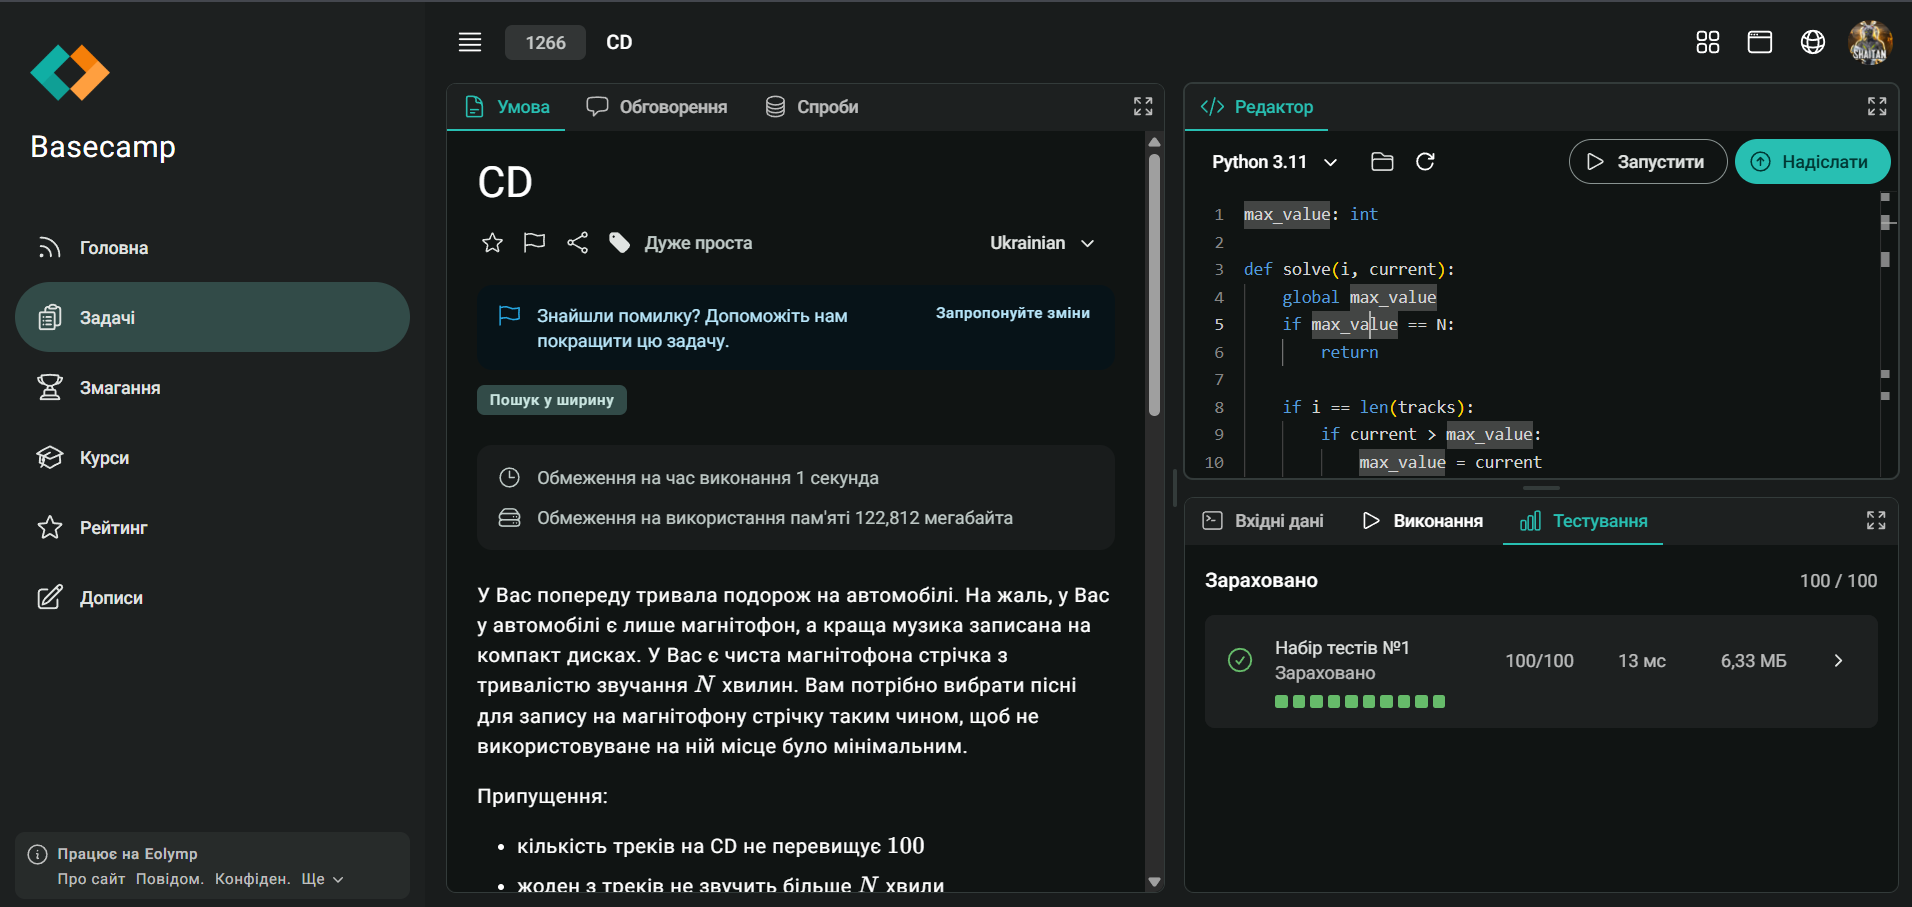 Basecamp
Головна
Задачі
Змагання
Курси
Рейтинг
Дописи
Працює на Eolymp
Про сайт Повідом. Конфіден. Ще
1266 CD
SHAITAN
Умова Обговорення Спроби
CD
Дуже проста
Ukrainian
Знайшли помилку? Допоможіть нам
покращити цю задачу.
Запропонуйте зміни
Пошук у ширину
Обмеження на час виконання 1 секунда
Обмеження на використання пам'яті 122,812 мегабайта
У Вас попереду тривала подорож на автомобілі. На жаль, у Вас
у автомобілі є лише магнітофон, а краща музика записана на
компакт дисках. У Вас є чиста магнітофона стрічка з
тривалістю звучання N хвилин. Вам потрібно вибрати пісні
для запису на магнітофону стрічку таким чином, щоб не
використовуване на ній місце було мінімальним.
Припущення:
• кількість треків на CD не перевищує 100
• жоден з треків не звучить більше N хвили
Редактор
Python 3.11
Запустити
Надіслати
1 max_value: int
2
3 def solve(i, current):
4 global max_value
5 if max_value == N:
6 return
7
8 if i == len(tracks):
9 if current > max_value:
10 max_value = current
Вхідні дані Виконання Тестування
Зараховано 100 / 100
Набір тестів №1
Зараховано
100/100 13 мс 6,33 МБ